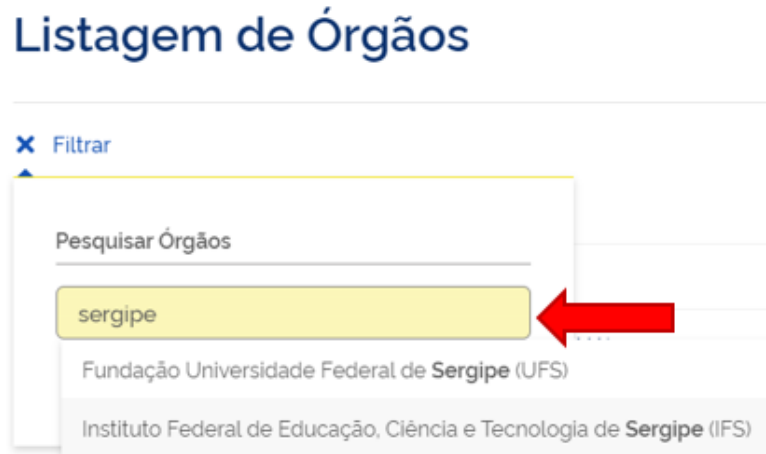 Listagem de Órgãos
Filtrar
Pesquisar Órgãos
sergipe
Fundação Universidade Federal de Sergipe (UFS)
Instituto Federal de Educação, Ciência e Tecnologia de Sergipe (IFS)